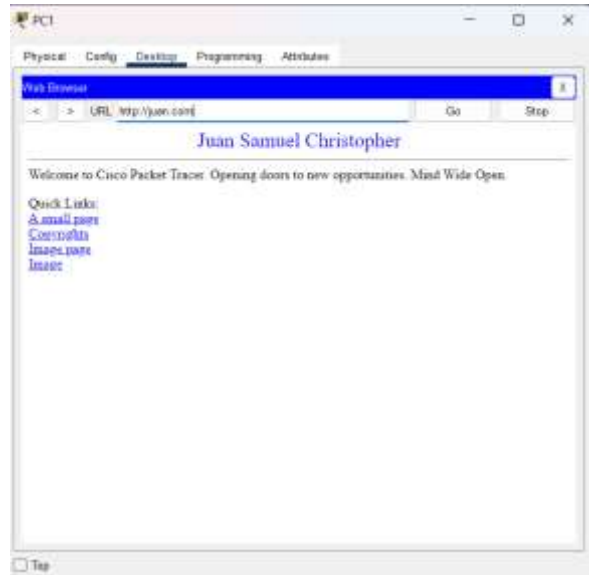 PC1
Physical Config Desktop Programming Attributes
Web Browser X
< > URL http://juan.com Go Stop
Juan Samuel Christopher
Welcome to Cisco Packet Tracer. Opening doors to new opportunities. Mind Wide Open.
Quick Links:
A small page
Copyrights
Image page
Image
Top